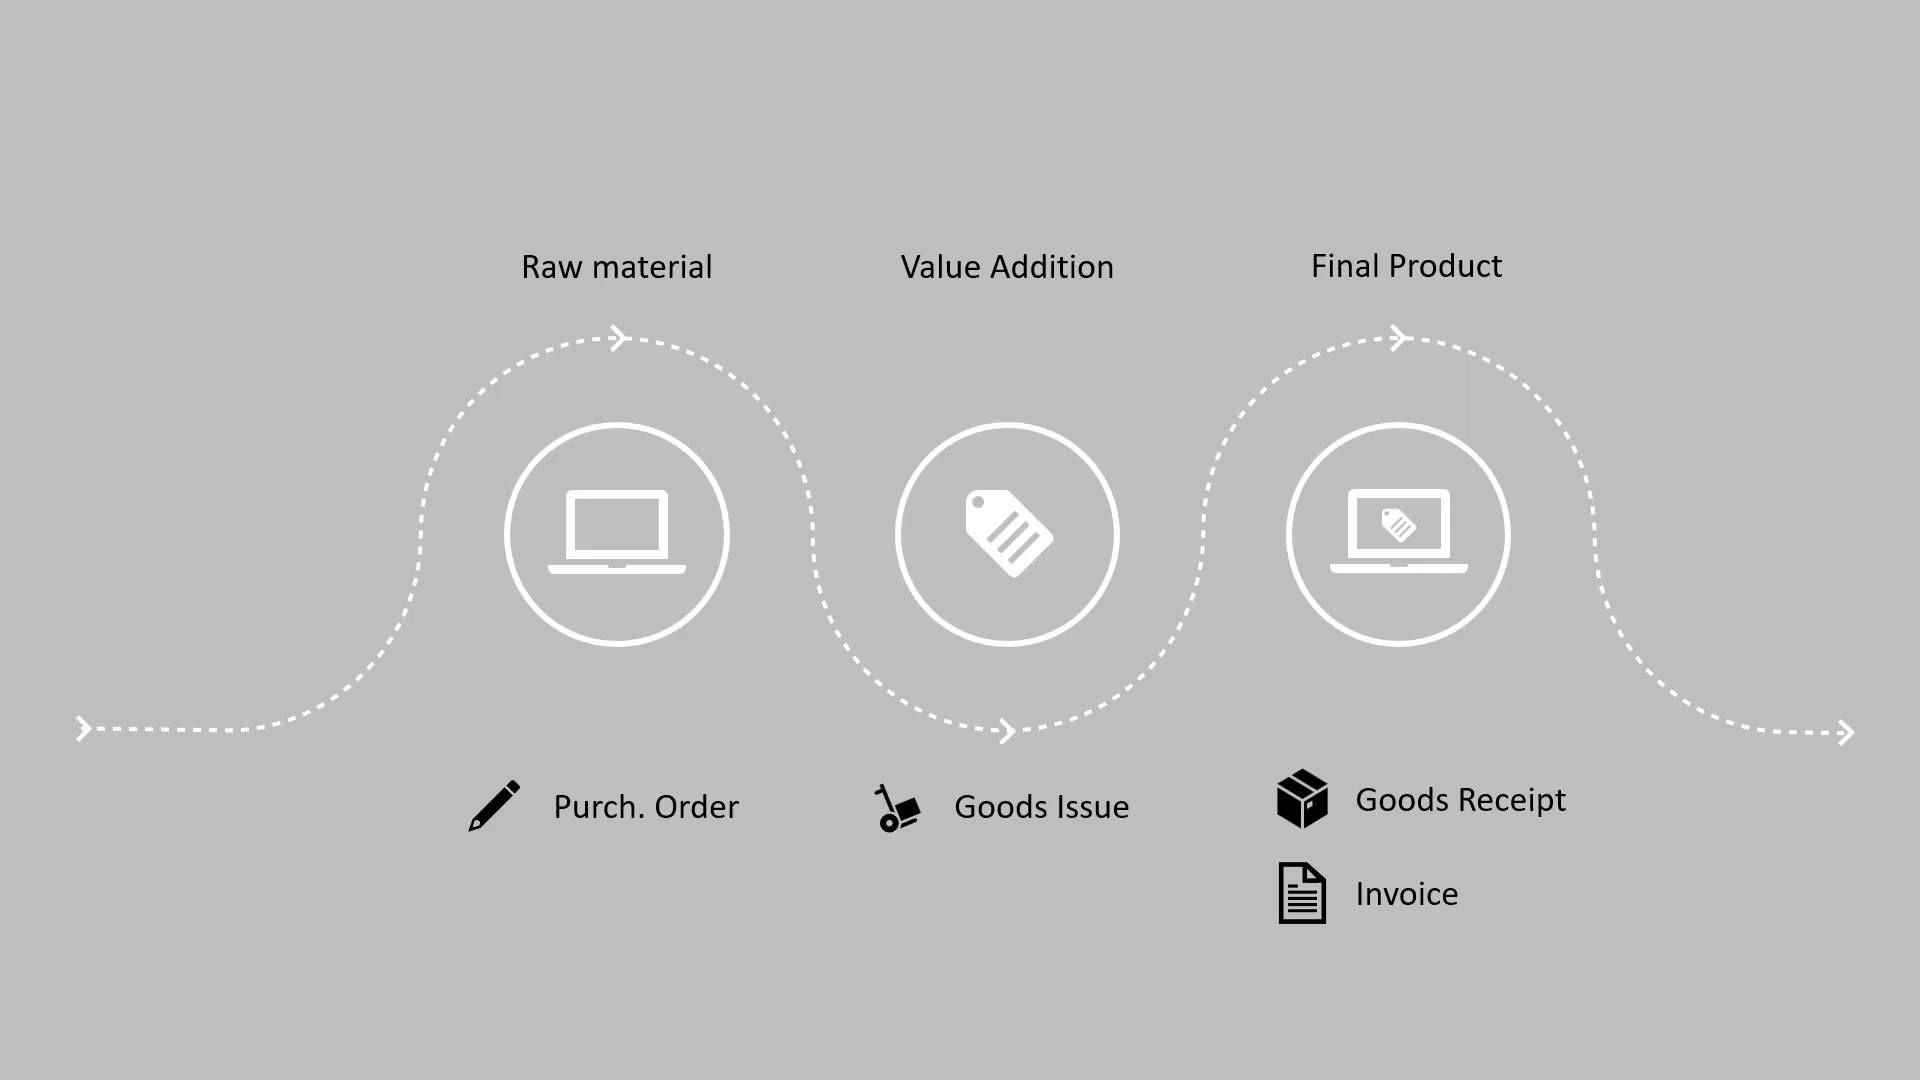 Raw material
Value Addition
Final Product
Purch. Order
Goods Issue
Goods Receipt
Invoice